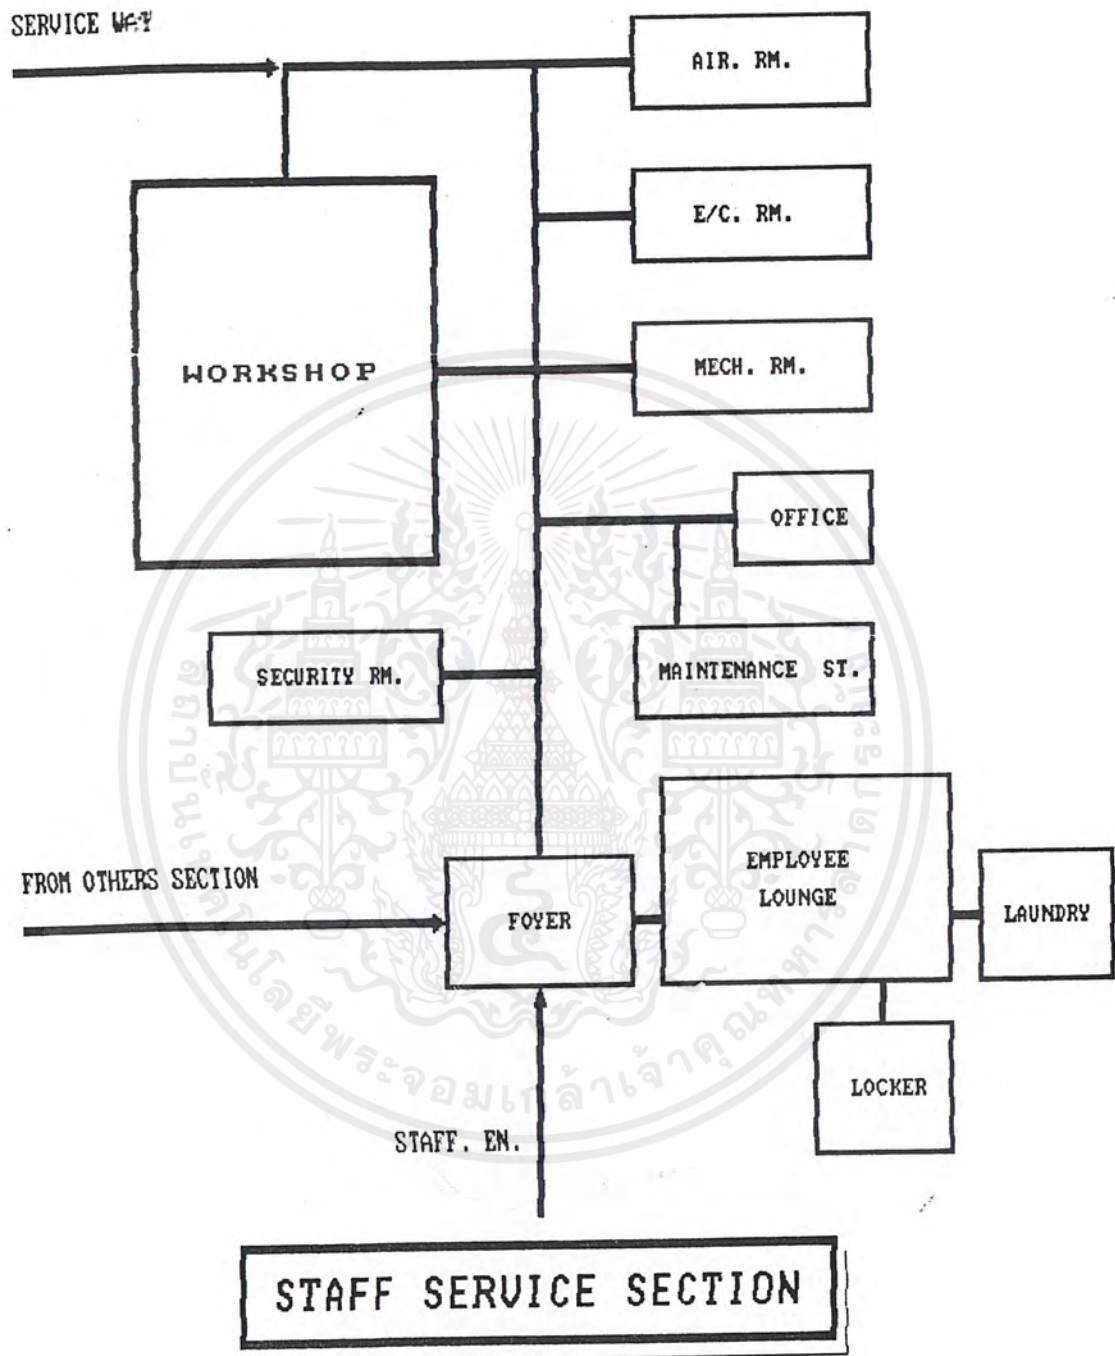 SERVICE WAY
AIR. RM.
E/C. RM.
WORKSHOP
MECH. RM.
OFFICE
SECURITY RM.
MAINTENANCE ST.
EMPLOYEE
LOUNGE
FROM OTHERS SECTION
FOYER
LAUNDRY
LOCKER
STAFF. EN.
STAFF SERVICE SECTION